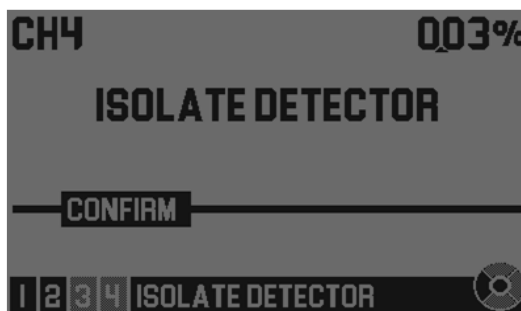 CH4 0.03%
ISOLATE DETECTOR
CONFIRM
1 2 3 4 ISOLATE DETECTOR